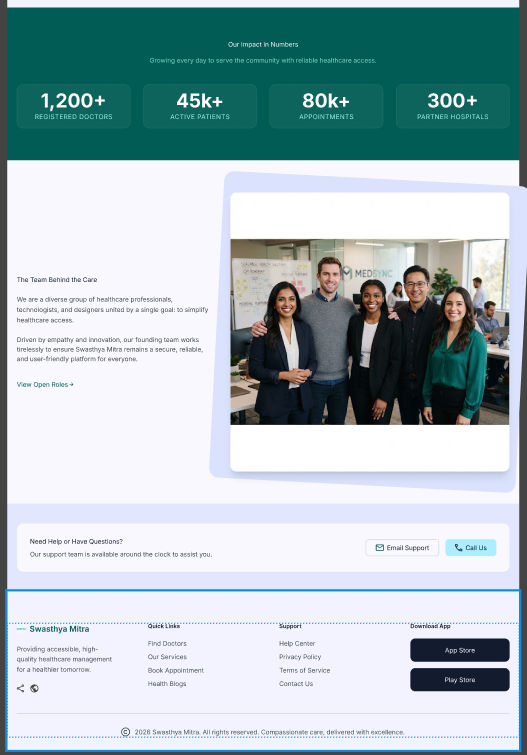 Our Impact in Numbers
Growing every day to serve the community with reliable healthcare access.
1,200+
REGISTERED DOCTORS
45k+
ACTIVE PATIENTS
80k+
APPOINTMENTS
300+
PARTNER HOSPITALS
The Team Behind the Care
We are a diverse group of healthcare professionals,
technologists, and designers united by a single goal: to simplify
healthcare access.
Driven by empathy and innovation, our founding team works
tirelessly to ensure Swasthya Mitra remains a secure, reliable,
and user-friendly platform for everyone.
View Open Roles →
MEDSYNC
Need Help or Have Questions?
Our support team is available around the clock to assist you.
Email Support
Call Us
Swasthya Mitra
Providing accessible, high-
quality healthcare management
for a healthier tomorrow.
Quick Links
Find Doctors
Our Services
Book Appointment
Health Blogs
Support
Help Center
Privacy Policy
Terms of Service
Contact Us
Download App
App Store
Play Store
© 2026 Swasthya Mitra. All rights reserved. Compassionate care, delivered with excellence.